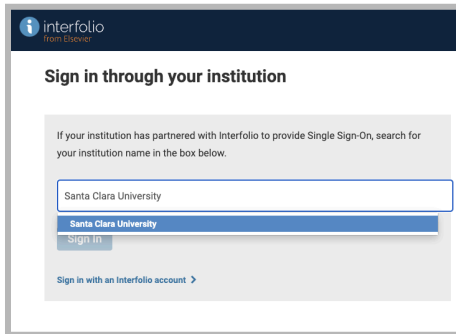 interfolio
from Elsevier
Sign in through your institution
If your institution has partnered with Interfolio to provide Single Sign-On, search for
your institution name in the box below.
Santa Clara University
Santa Clara University
Sign In
Sign in with an Interfolio account